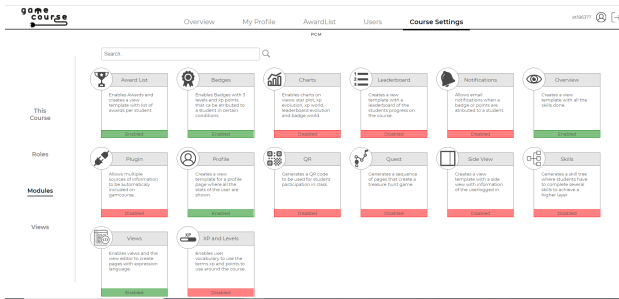 game
course
Overview
My Profile
AwardList
Users
Course Settings
PCM
Search..
Award List
Enables Awards and
creates a view
template with list of
awards per student.
Enabled
Badges
Enables Badges with 3
levels and xp points
that ca be atributed to
a student in certain
conditions.
Enabled
Charts
Enables charts on
views: star plot, xp
evolution, xp world,
leaderboard evolution
and badge world.
Disabled
Leaderboard
Creates a vew
template with a
leaderboard of the
students progress on
the course.
Disabled
Notifications
Allows email
notifications when a
badge or points are
atributed to a student.
Disabled
Overview
Creates a view
template with all the
skills done.
Enabled
This
Course
Roles
Modules
Views
Plugin
Allows multiple
sources of information
to be automaticaly
included on
gamcourse.
Disabled
Profile
Creates a view
template for a profile
page where all the
stats of the user are
shown.
Enabled
QR
Generates a QR code
to be used for student
participation in class.
Disabled
Quest
Generates a sequence
of pages that create a
treasure hunt game
Disabled
Side View
Creates a view
template with a side
view with information
of the user logged in.
Disabled
Skills
Generates a skill tree
where students have
to complete several
skills to achieve a
higher layer.
Disabled
Views
Enables views and the
view editor to create
pages with expression
language.
Enabled
XP
XP and Levels
Enables user
vocabulary to use the
terms xp and points to
use around the course.
Disabled